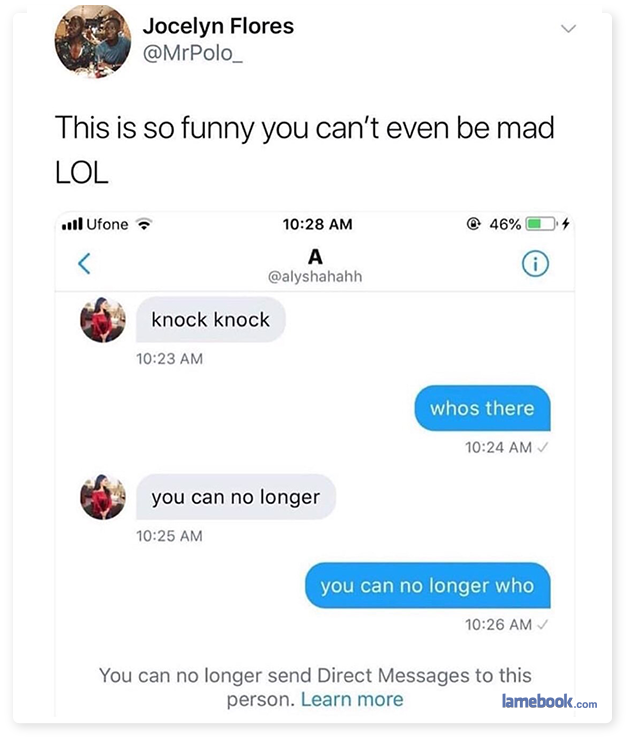 Jocelyn Flores
@MrPolo_
This is so funny you can't even be mad
LOL
Ufone 10:28 AM 46%
A
@alyshahahh
knock knock
10:23 AM
whos there
10:24 AM ✓
you can no longer
10:25 AM
you can no longer who
10:26 AM ✓
You can no longer send Direct Messages to this
person. Learn more
lamebook.com